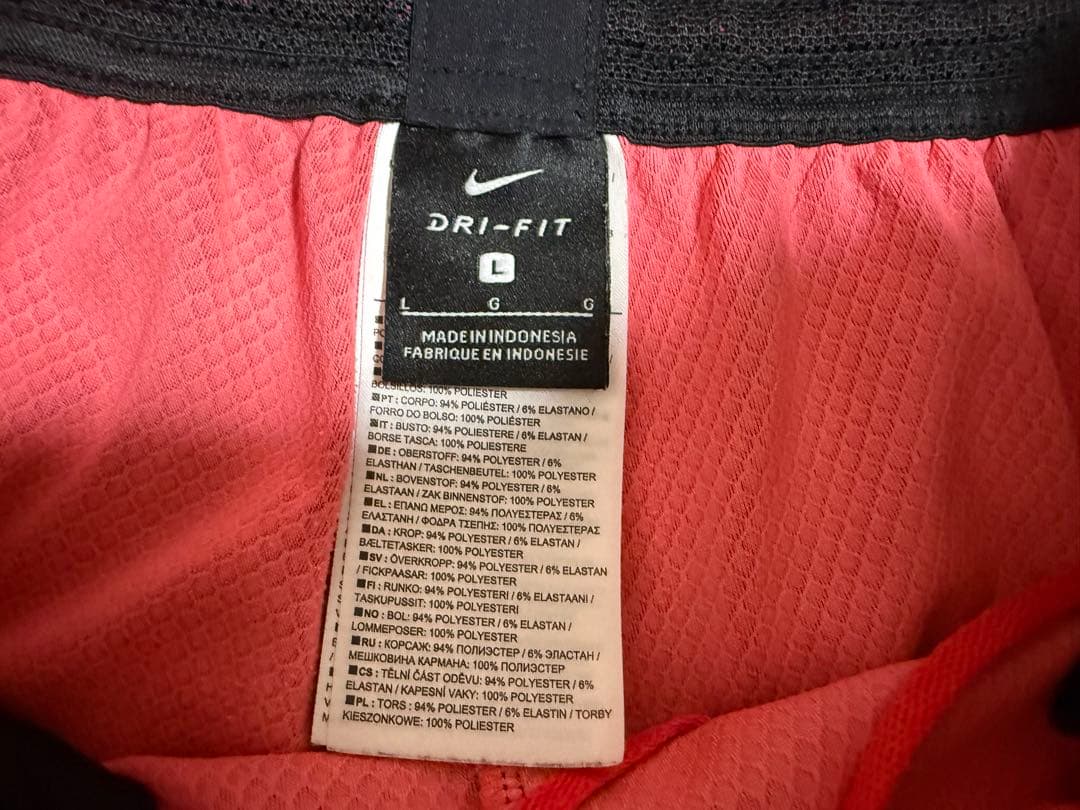 DRI-FIT
L
L G G
MADE IN INDONESIA
FABRIQUE EN INDONESIE
BOLSILLOS: 100% POLIESTER
PT : CORPO: 94% POLIÉSTER / 6% ELASTANO /
FORRO DO BOLSO: 100% POLIÉSTER
IT : BUSTO: 94% POLIESTERE / 6% ELASTAN /
BORSE TASCA: 100% POLIESTERE
DE : OBERSTOFF: 94% POLYESTER / 6%
ELASTHAN / TASCHENBEUTEL: 100% POLYESTER
NL : BOVENSTOF: 94% POLYESTER / 6%
ELASTAAN / ZAK BINNENSTOF: 100% POLYESTER
EL : ΕΠΑΝΩ ΜΕΡΟΣ: 94% ΠΟΛΥΕΣΤΕΡΑΣ / 6%
ΕΛΑΣΤΑΝΗ / ΦΟΔΡΑ ΤΣΕΠΗΣ: 100% ΠΟΛΥΕΣΤΕΡΑΣ
DA : KROP: 94% POLYESTER / 6% ELASTAN /
BÆLTETASKER: 100% POLYESTER
SV : ÖVERKROPP: 94% POLYESTER / 6% ELASTAN
/ FICKPAASAR: 100% POLYESTER
FI : RUNKO: 94% POLYESTERI / 6% ELASTAANI /
TASKUPUSSIT: 100% POLYESTERI
NO : BOL: 94% POLYESTER / 6% ELASTAN /
LOMMEPOSER: 100% POLYESTER
RU : КОРСАЖ: 94% ПОЛИЭСТЕР / 6% ЭЛАСТАН /
МЕШКОВИНА КАРМАНА: 100% ПОЛИЭСТЕР
CS : TĚLNÍ ČÁST ODĚVU: 94% POLYESTER / 6%
ELASTAN / KAPESNÍ VAKY: 100% POLYESTER
PL : TORS : 94% POLIESTER / 6% ELASTIN / TORBY
KIESZONKOWE: 100% POLIESTER